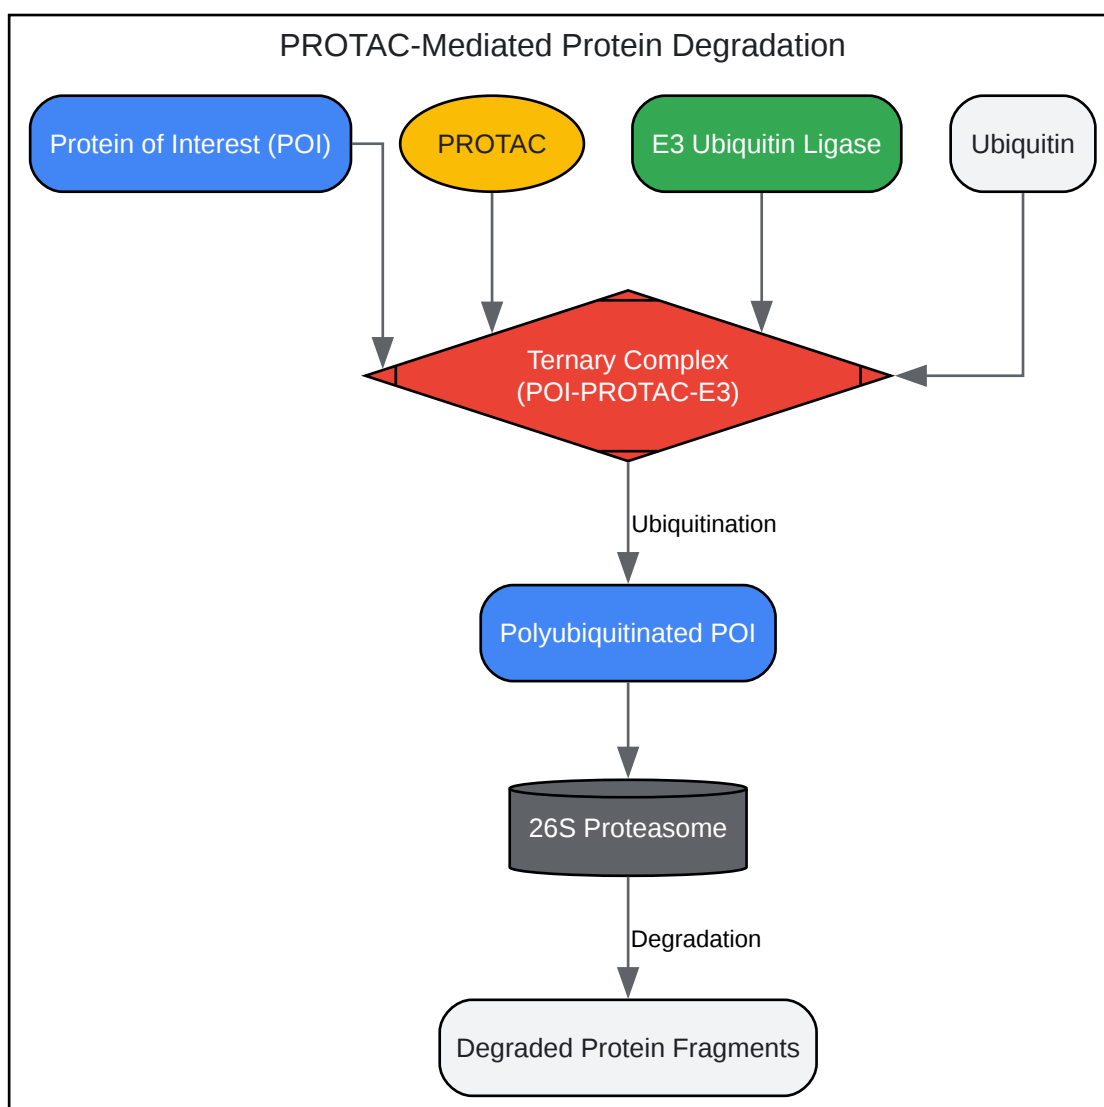 PROTAC-Mediated Protein Degradation
Protein of Interest (POI)
PROTAC
E3 Ubiquitin Ligase
Ubiquitin
Ternary Complex
(POI-PROTAC-E3)
Ubiquitination
Polyubiquitinated POI
26S Proteasome
Degradation
Degraded Protein Fragments